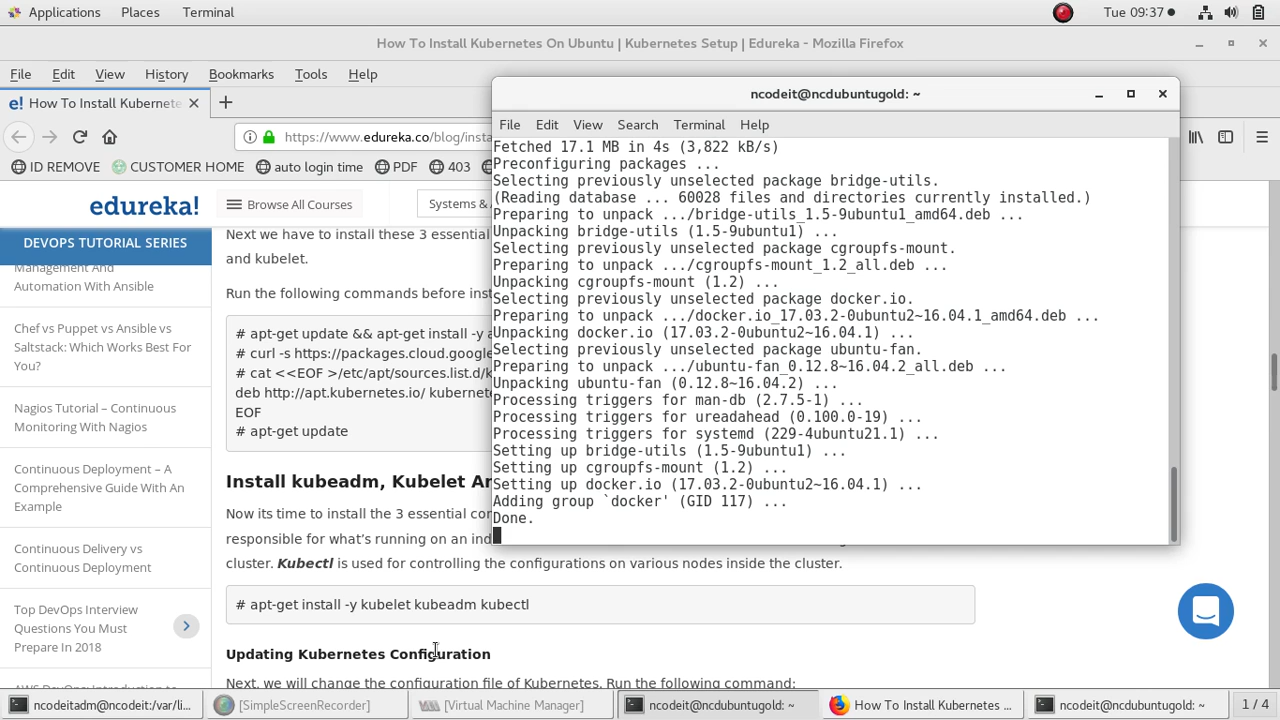 Applications Places Terminal Tue 09:37
How To Install Kubernetes On Ubuntu | Kubernetes Setup | Edureka - Mozilla Firefox
File Edit View History Bookmarks Tools Help
e! How To Install Kubernete
https://www.edureka.co/blog/insta
ID REMOVE CUSTOMER HOME auto login time PDF 403
edureka! Browse All Courses Systems &
DEVOPS TUTORIAL SERIES
Management And
Automation With Ansible
Chef vs Puppet vs Ansible vs
Saltstack: Which Works Best For
You?
Nagios Tutorial – Continuous
Monitoring With Nagios
Continuous Deployment – A
Comprehensive Guide With An
Example
Continuous Delivery vs
Continuous Deployment
Top DevOps Interview
Questions You Must
Prepare In 2018
Next we have to install these 3 essential
and kubelet.
Run the following commands before inst
# apt-get update && apt-get install -y a
# curl -s https://packages.cloud.google
# cat <<EOF >/etc/apt/sources.list.d/k
deb http://apt.kubernetes.io/ kubernete
EOF
# apt-get update
Install kubeadm, Kubelet An
Now its time to install the 3 essential co
responsible for what's running on an ind
cluster. Kubectl is used for controlling the configurations on various nodes inside the cluster.
# apt-get install -y kubelet kubeadm kubectl
Updating Kubernetes Configuration
Next, we will change the configuration file of Kubernetes. Run the following command:
ncodeit@ncdubuntugold: ~
File Edit View Search Terminal Help
Fetched 17.1 MB in 4s (3,822 kB/s)
Preconfiguring packages ...
Selecting previously unselected package bridge-utils.
(Reading database ... 60028 files and directories currently installed.)
Preparing to unpack .../bridge-utils_1.5-9ubuntu1_amd64.deb ...
Unpacking bridge-utils (1.5-9ubuntu1) ...
Selecting previously unselected package cgroupfs-mount.
Preparing to unpack .../cgroupfs-mount_1.2_all.deb ...
Unpacking cgroupfs-mount (1.2) ...
Selecting previously unselected package docker.io.
Preparing to unpack .../docker.io_17.03.2-0ubuntu2~16.04.1_amd64.deb ...
Unpacking docker.io (17.03.2-0ubuntu2~16.04.1) ...
Selecting previously unselected package ubuntu-fan.
Preparing to unpack .../ubuntu-fan_0.12.8~16.04.2_all.deb ...
Unpacking ubuntu-fan (0.12.8~16.04.2) ...
Processing triggers for man-db (2.7.5-1) ...
Processing triggers for ureadahead (0.100.0-19) ...
Processing triggers for systemd (229-4ubuntu21.1) ...
Setting up bridge-utils (1.5-9ubuntu1) ...
Setting up cgroupfs-mount (1.2) ...
Setting up docker.io (17.03.2-0ubuntu2~16.04.1) ...
Adding group `docker' (GID 117) ...
Done.
ncodeitadm@ncodeit:/var/li... [SimpleScreenRecorder] [Virtual Machine Manager] ncodeit@ncdubuntugold: ~ How To Install Kubernetes ... ncodeit@ncdubuntugold: ~ 1 / 4